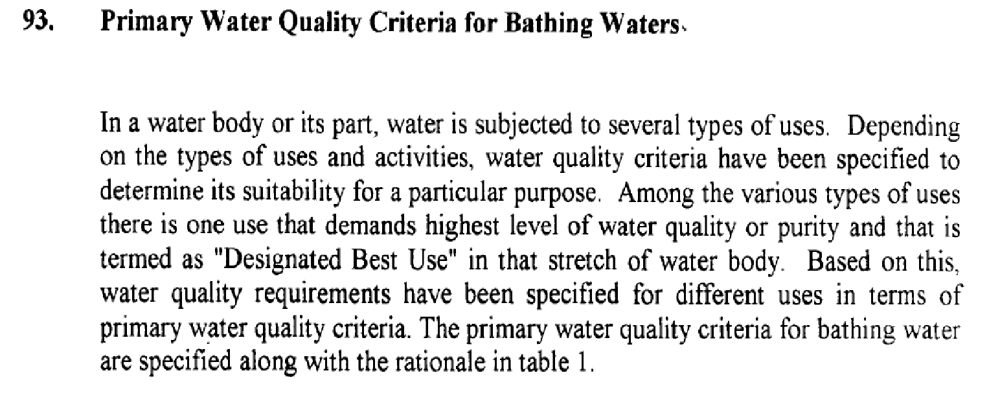 93. Primary Water Quality Criteria for Bathing Waters.
In a water body or its part, water is subjected to several types of uses. Depending
on the types of uses and activities, water quality criteria have been specified to
determine its suitability for a particular purpose. Among the various types of uses
there is one use that demands highest level of water quality or purity and that is
termed as "Designated Best Use" in that stretch of water body. Based on this,
water quality requirements have been specified for different uses in terms of
primary water quality criteria. The primary water quality criteria for bathing water
are specified along with the rationale in table 1.